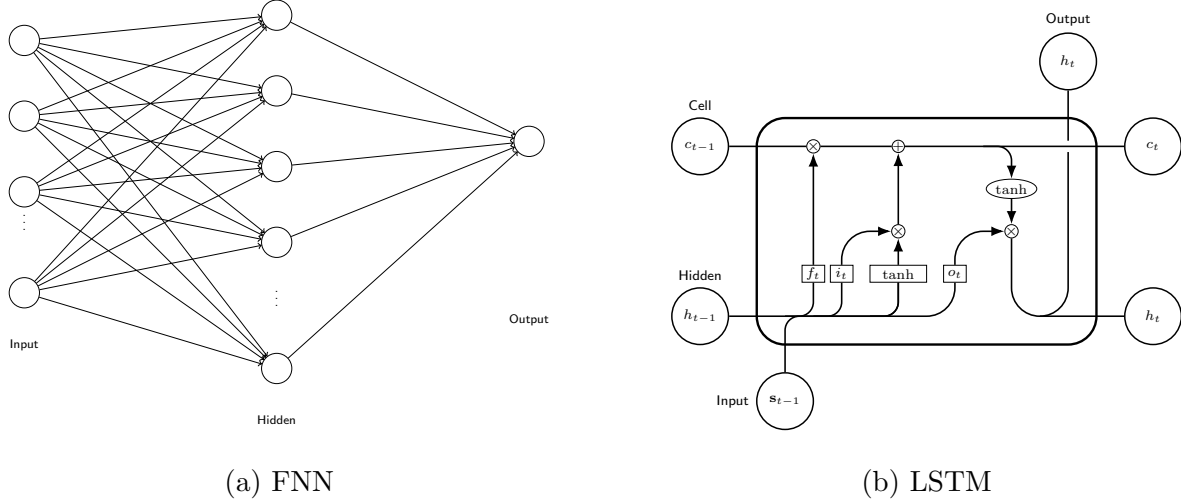 Input
⋮
Hidden
⋮
Output
(a) FNN
Output
h_t
Cell
c_{t−1}
⊗
⊕
c_t
tanh
⊗
⊗
Hidden
f_t
i_t
tanh
o_t
h_{t−1}
h_t
Input
s_{t−1}
(b) LSTM